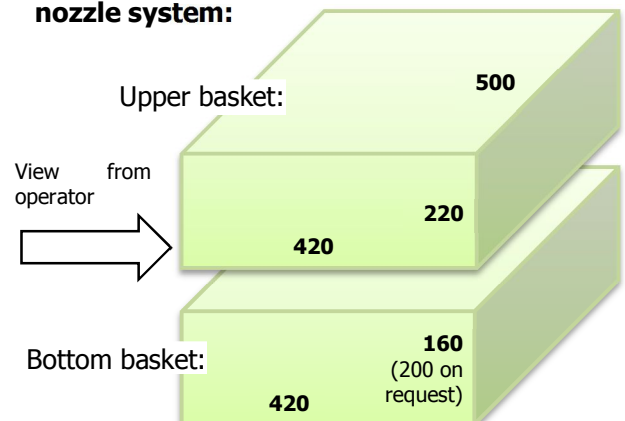 nozzle system:
Upper basket:
500
View from
operator
220
420
Bottom basket:
160
(200 on
request)
420